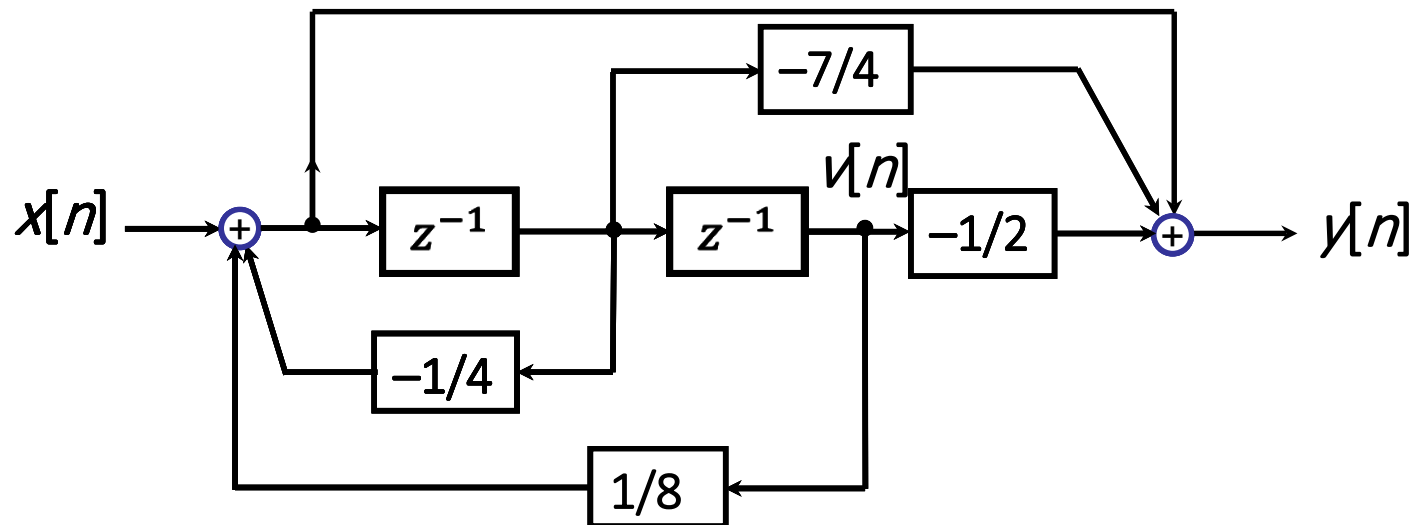 –7/4
v[n]
x[n]
z⁻¹
z⁻¹
–1/2
y[n]
+
+
–1/4
1/8